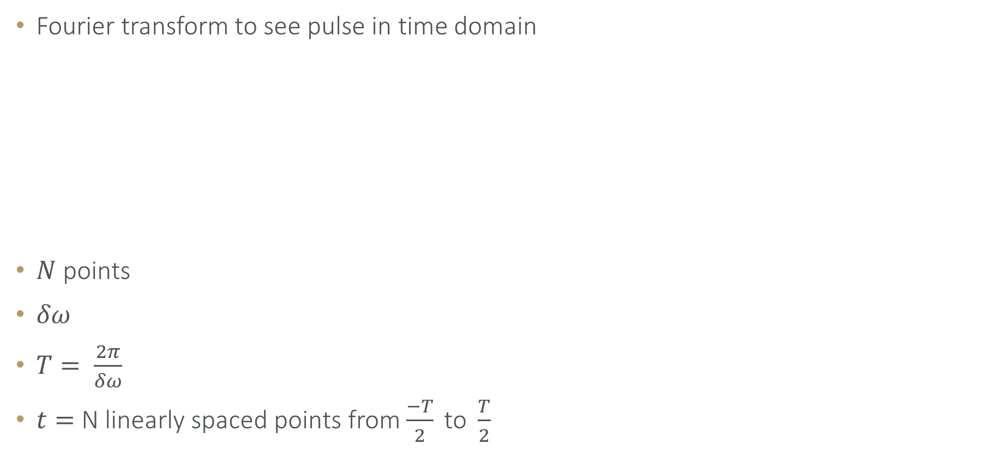 • Fourier transform to see pulse in time domain
• N points
• δω
• T = 2π/δω
• t = N linearly spaced points from −T/2 to T/2